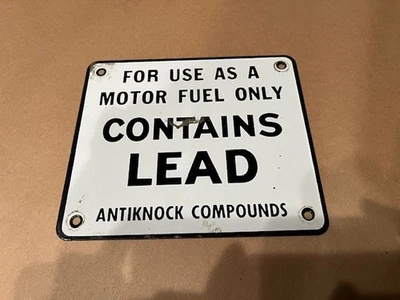 FOR USE AS A
MOTOR FUEL ONLY
CONTAINS
LEAD
ANTIKNOCK COMPOUNDS